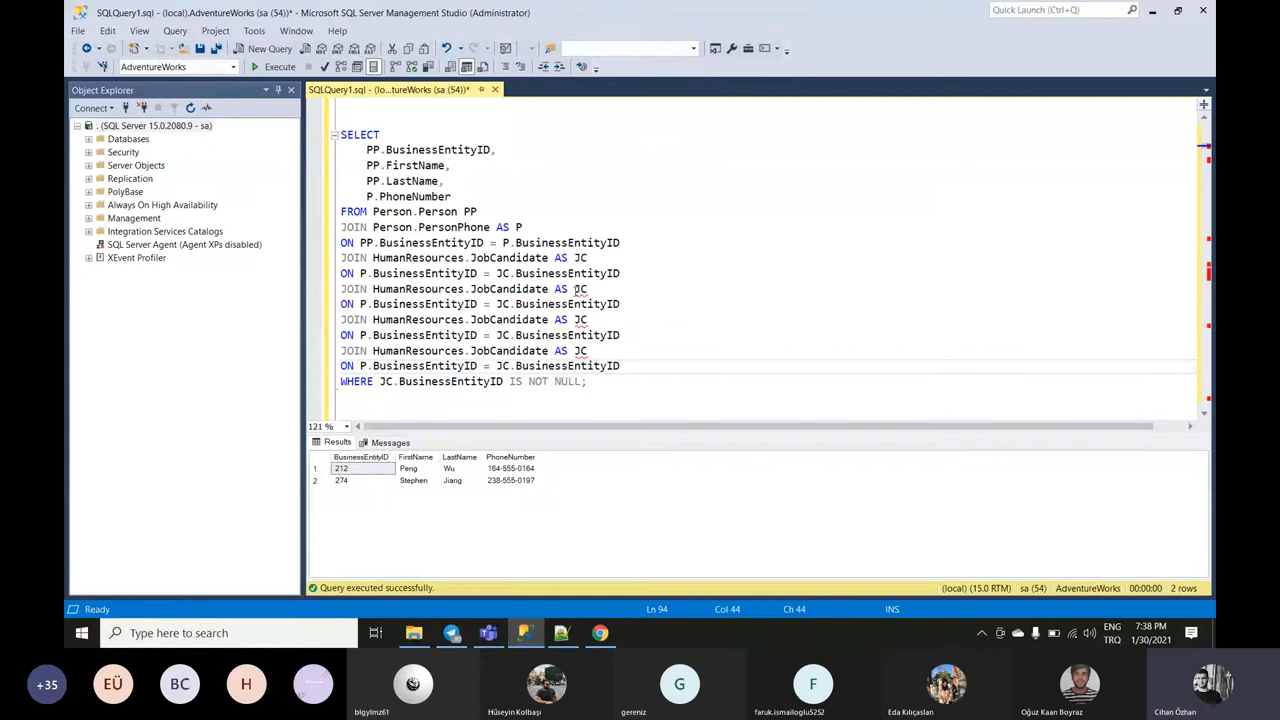 SQLQuery1.sql - (local).AdventureWorks (sa (54))* - Microsoft SQL Server Management Studio (Administrator)
Quick Launch (Ctrl+Q)
File Edit View Query Project Tools Window Help
New Query
AdventureWorks Execute
Object Explorer
SQLQuery1.sql - (lo...tureWorks (sa (54))*
Connect
. (SQL Server 15.0.2080.9 - sa)
Databases
Security
Server Objects
Replication
PolyBase
Always On High Availability
Management
Integration Services Catalogs
SQL Server Agent (Agent XPs disabled)
XEvent Profiler
SELECT
PP.BusinessEntityID,
PP.FirstName,
PP.LastName,
P.PhoneNumber
FROM Person.Person PP
JOIN Person.PersonPhone AS P
ON PP.BusinessEntityID = P.BusinessEntityID
JOIN HumanResources.JobCandidate AS JC
ON P.BusinessEntityID = JC.BusinessEntityID
JOIN HumanResources.JobCandidate AS JC
ON P.BusinessEntityID = JC.BusinessEntityID
JOIN HumanResources.JobCandidate AS JC
ON P.BusinessEntityID = JC.BusinessEntityID
JOIN HumanResources.JobCandidate AS JC
ON P.BusinessEntityID = JC.BusinessEntityID
WHERE JC.BusinessEntityID IS NOT NULL;
121 %
Results Messages
BusinessEntityID FirstName LastName PhoneNumber
1 212 Peng Wu 164-555-0164
2 274 Stephen Jiang 238-555-0197
Query executed successfully.
(local) (15.0 RTM) sa (54) AdventureWorks 00:00:00 2 rows
Ready Ln 94 Col 44 Ch 44 INS
Type here to search
ENG
TRQ
7:38 PM
1/30/2021
+35 EÜ BC H G F
blgylmz61 Hüseyin Kolbaşı gereniz faruk.ismailoglu5252 Eda Kılıçaslan Oğuz Kaan Boyraz Cihan Özhan